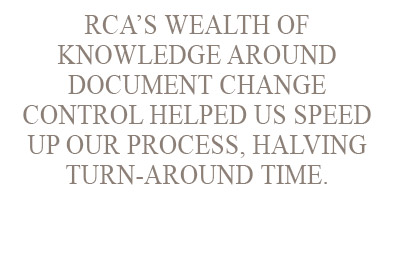 RCA’S WEALTH OF
KNOWLEDGE AROUND
DOCUMENT CHANGE
CONTROL HELPED US SPEED
UP OUR PROCESS, HALVING
TURN-AROUND TIME.